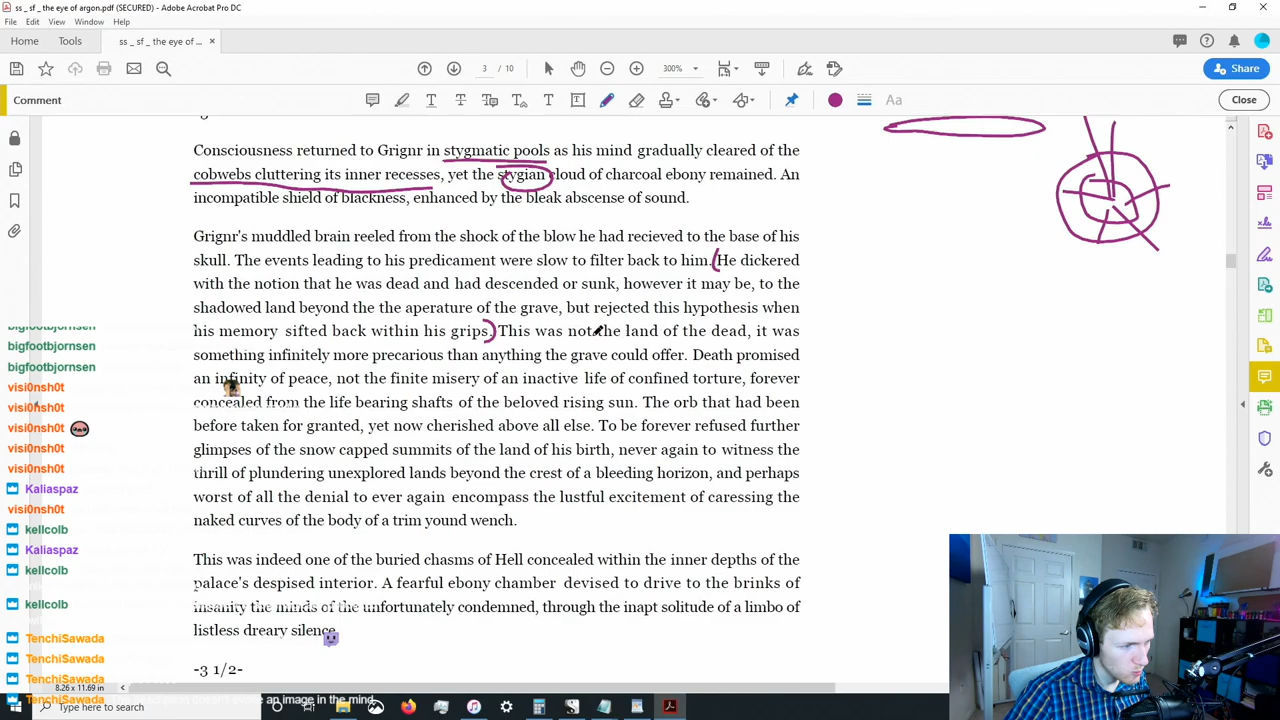 ss _ sf _ the eye of argon.pdf (SECURED) - Adobe Acrobat Pro DC
File Edit View Window Help
Home Tools ss _ sf _ the eye of ar... ×
3 / 10 300% Share
Comment Aa Close
Consciousness returned to Grignr in stygmatic pools as his mind gradually cleared of the
cobwebs cluttering its inner recesses, yet the stygian cloud of charcoal ebony remained. An
incompatible shield of blackness, enhanced by the bleak abscense of sound.
Grignr's muddled brain reeled from the shock of the blow he had recieved to the base of his
skull. The events leading to his predicament were slow to filter back to him. He dickered
with the notion that he was dead and had descended or sunk, however it may be, to the
shadowed land beyond the the aperature of the grave, but rejected this hypothesis when
his memory sifted back within his grips. This was not the land of the dead, it was
something infinitely more precarious than anything the grave could offer. Death promised
an infinity of peace, not the finite misery of an inactive life of confined torture, forever
concealed from the life bearing shafts of the beloved rising sun. The orb that had been
before taken for granted, yet now cherished above all else. To be forever refused further
glimpses of the snow capped summits of the land of his birth, never again to witness the
thrill of plundering unexplored lands beyond the crest of a bleeding horizon, and perhaps
worst of all the denial to ever again encompass the lustful excitement of caressing the
naked curves of the body of a trim yound wench.
This was indeed one of the buried chasms of Hell concealed within the inner depths of the
palace's despised interior. A fearful ebony chamber devised to drive to the brinks of
insanity the minds of the unfortunately condemned, through the inapt solitude of a limbo of
listless dreary silence.
-3 1/2-
bigfootbjornsen
bigfootbjornsen
bigfootbjornsen
visi0nsh0t
visi0nsh0t
visi0nsh0t
visi0nsh0t
visi0nsh0t
Kaliaspaz
visi0nsh0t
kellcolb
Kaliaspaz
kellcolb
kellcolb
TenchiSawada
TenchiSawada
TenchiSawada
TenchiSawada
an image in the mind
8.26 x 11.69 in
Type here to search